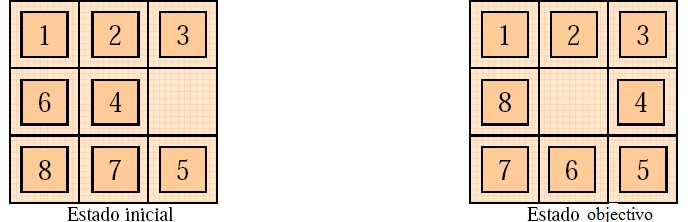 1 2 3 1 2 3
6 4 8 4
8 7 5 7 6 5
Estado inicial Estado objectivo